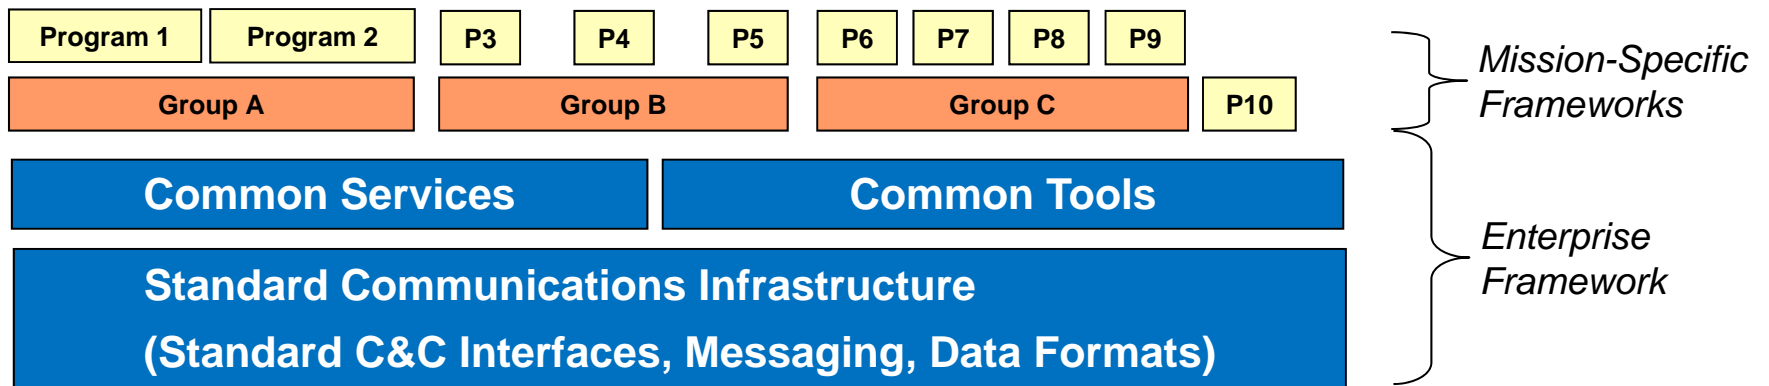 Program 1 Program 2 P3 P4 P5 P6 P7 P8 P9
Group A Group B Group C P10
Mission-Specific
Frameworks
Common Services Common Tools
Standard Communications Infrastructure
(Standard C&C Interfaces, Messaging, Data Formats)
Enterprise
Framework